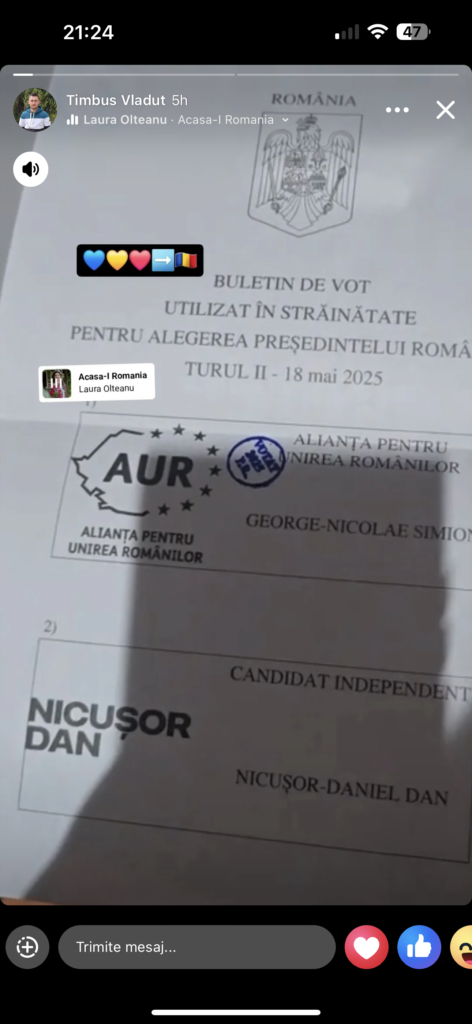 21:24
47
Timbus Vladut 5h
Laura Olteanu · Acasa-I Romania
ROMÂNIA
BULETIN DE VOT
UTILIZAT ÎN STRĂINĂTATE
PENTRU ALEGEREA PREȘEDINTELUI ROMÂ
TURUL II - 18 mai 2025
Acasa-I Romania
Laura Olteanu
1)
AUR
ALIANȚA PENTRU
UNIREA ROMÂNILOR
VOTAT
ALIANȚA PENTRU
UNIREA ROMÂNILOR
GEORGE-NICOLAE SIMION
2)
NICUȘOR
DAN
CANDIDAT INDEPENDENT
NICUȘOR-DANIEL DAN
Trimite mesaj...